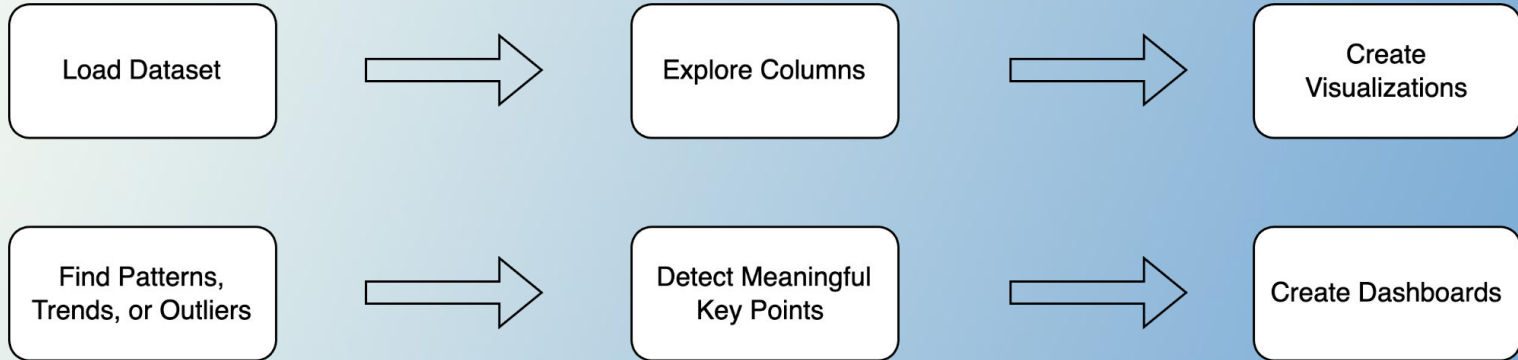 Load Dataset
Explore Columns
Create
Visualizations
Find Patterns,
Trends, or Outliers
Detect Meaningful
Key Points
Create Dashboards